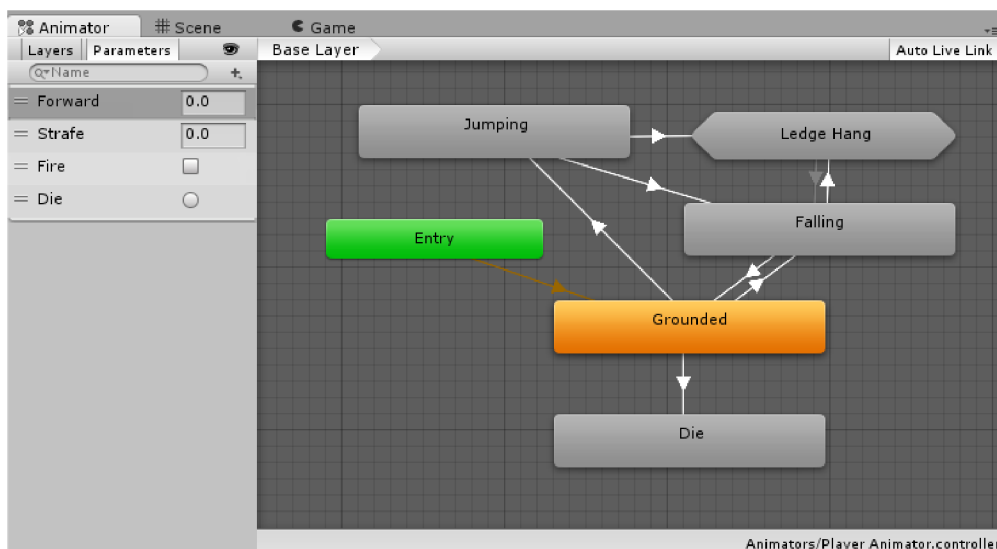 Animator Scene Game
Layers Parameters Base Layer Auto Live Link
Name
Forward 0.0
Strafe 0.0
Fire
Die
Jumping
Ledge Hang
Falling
Entry
Grounded
Die
Animators/Player Animator.controller